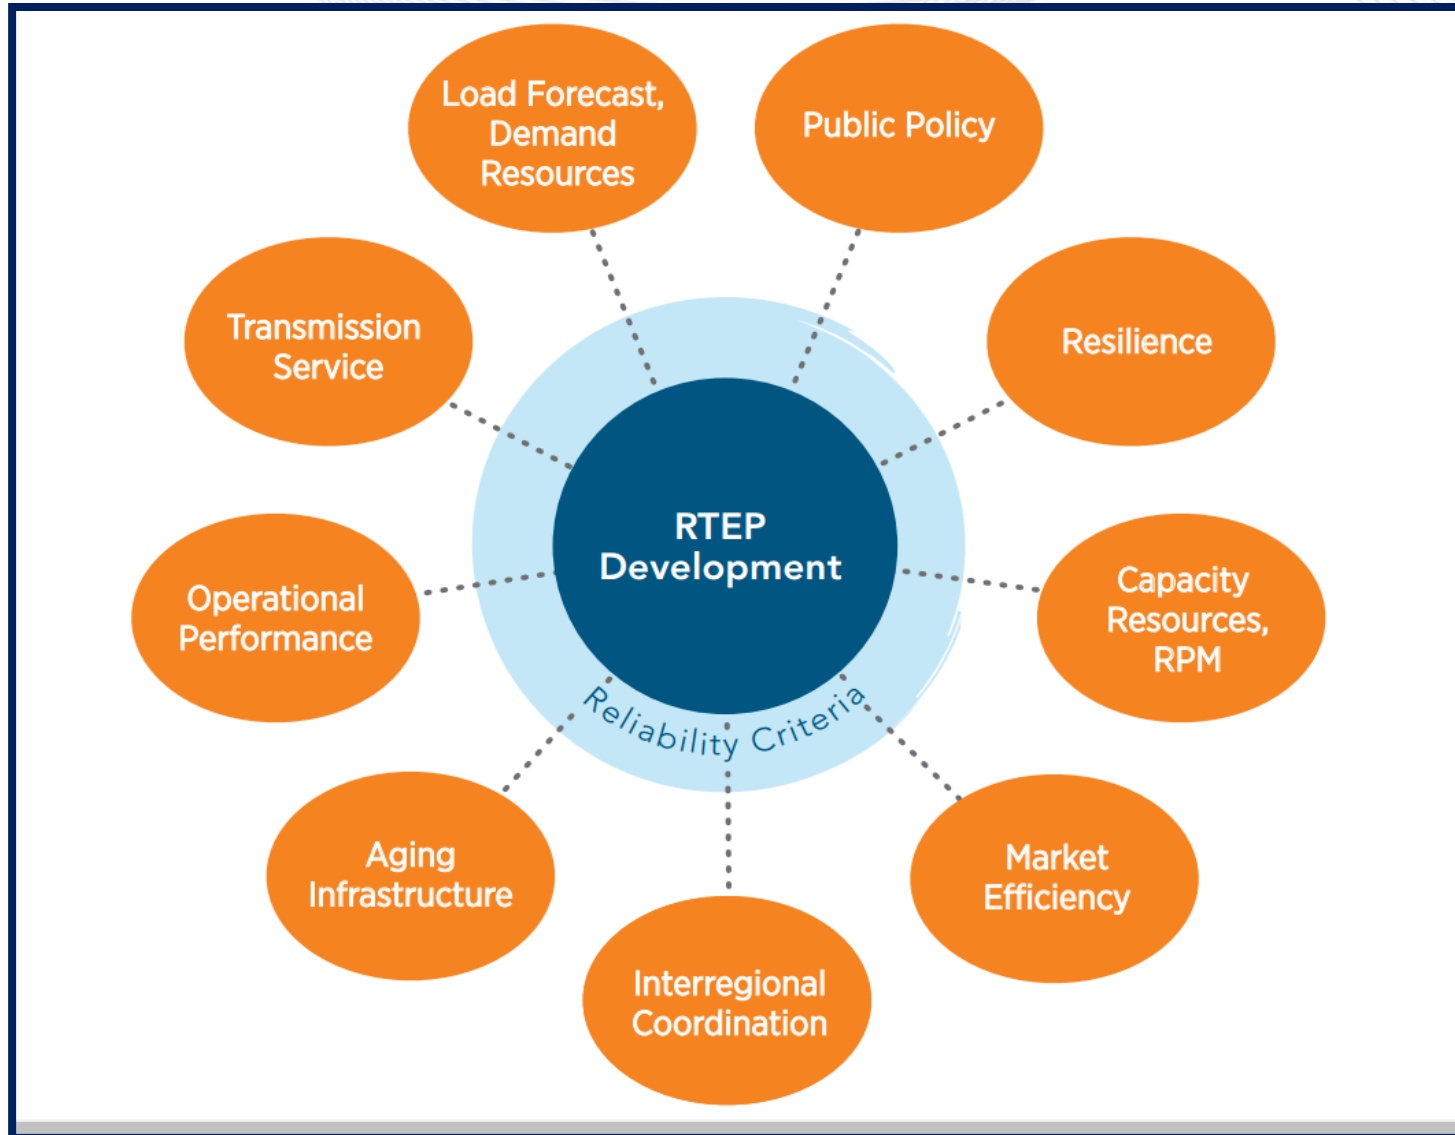 Load Forecast,
Demand
Resources
Public Policy
Transmission
Service
Resilience
RTEP
Development
Operational
Performance
Capacity
Resources,
RPM
Reliability Criteria
Aging
Infrastructure
Market
Efficiency
Interregional
Coordination